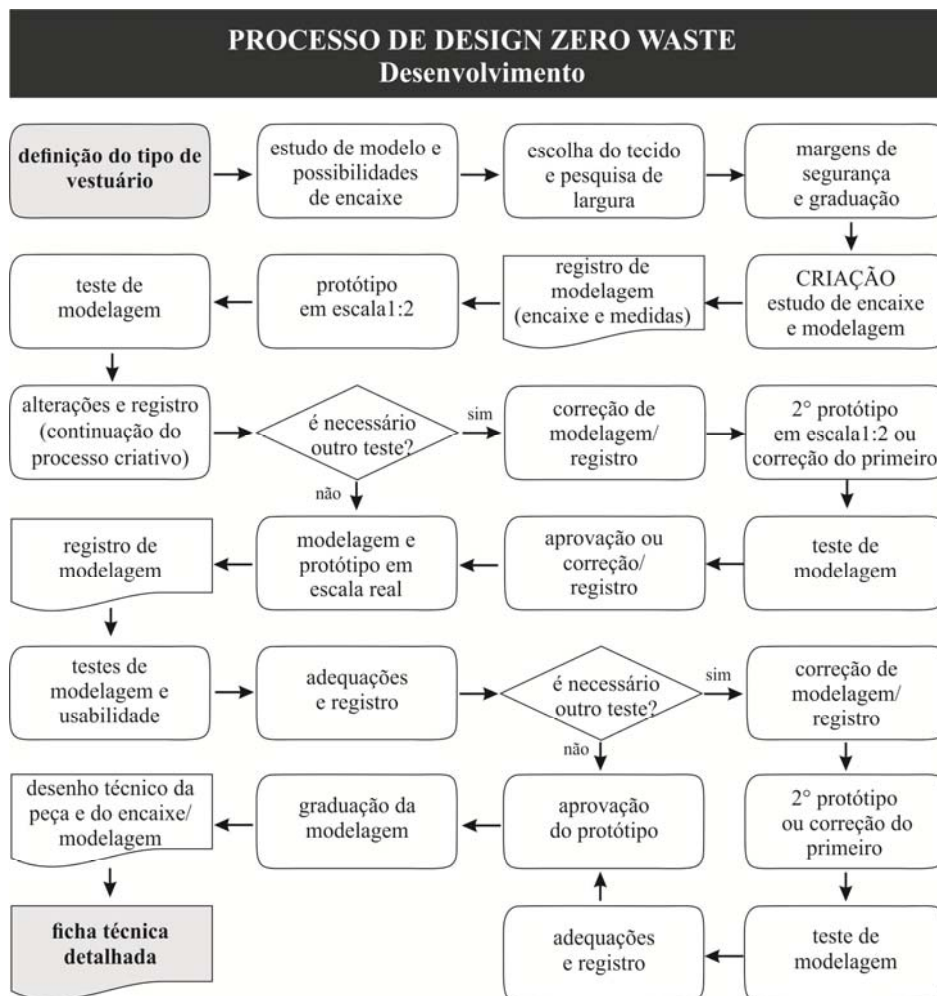 PROCESSO DE DESIGN ZERO WASTE
Desenvolvimento
definição do tipo de
vestuário
estudo de modelo e
possibilidades
de encaixe
escolha do tecido
e pesquisa de
largura
margens de
segurança
e graduação
CRIAÇÃO
estudo de encaixe
e modelagem
registro de
modelagem
(encaixe e medidas)
protótipo
em escala1:2
teste de
modelagem
alterações e registro
(continuação do
processo criativo)
é necessário
outro teste?
sim
não
correção de
modelagem/
registro
2° protótipo
em escala1:2 ou
correção do primeiro
teste de
modelagem
aprovação ou
correção/
registro
modelagem e
protótipo em
escala real
registro de
modelagem
testes de
modelagem e
usabilidade
adequações
e registro
é necessário
outro teste?
sim
não
correção de
modelagem/
registro
2° protótipo
ou correção do
primeiro
teste de
modelagem
adequações
e registro
aprovação
do protótipo
graduação da
modelagem
desenho técnico da
peça e do encaixe/
modelagem
ficha técnica
detalhada